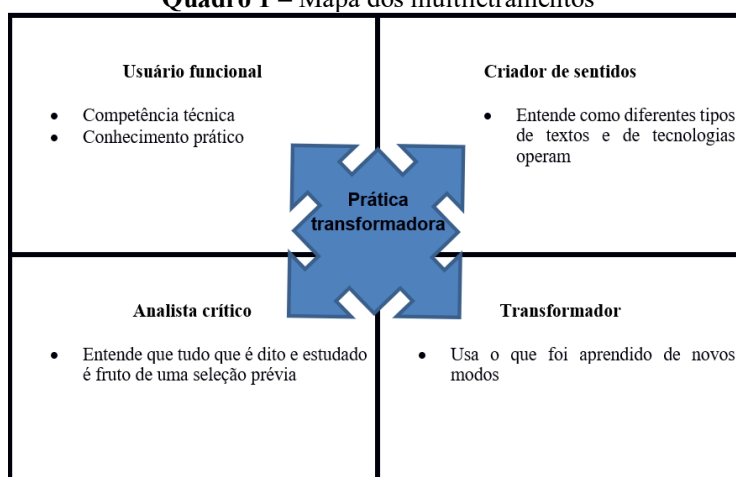 Quadro 1 – Mapa dos multiletramentos
Usuário funcional
• Competência técnica
• Conhecimento prático
Criador de sentidos
• Entende como diferentes tipos
de textos e de tecnologias
operam
Prática
transformadora
Analista crítico
• Entende que tudo que é dito e estudado
é fruto de uma seleção prévia
Transformador
• Usa o que foi aprendido de novos
modos